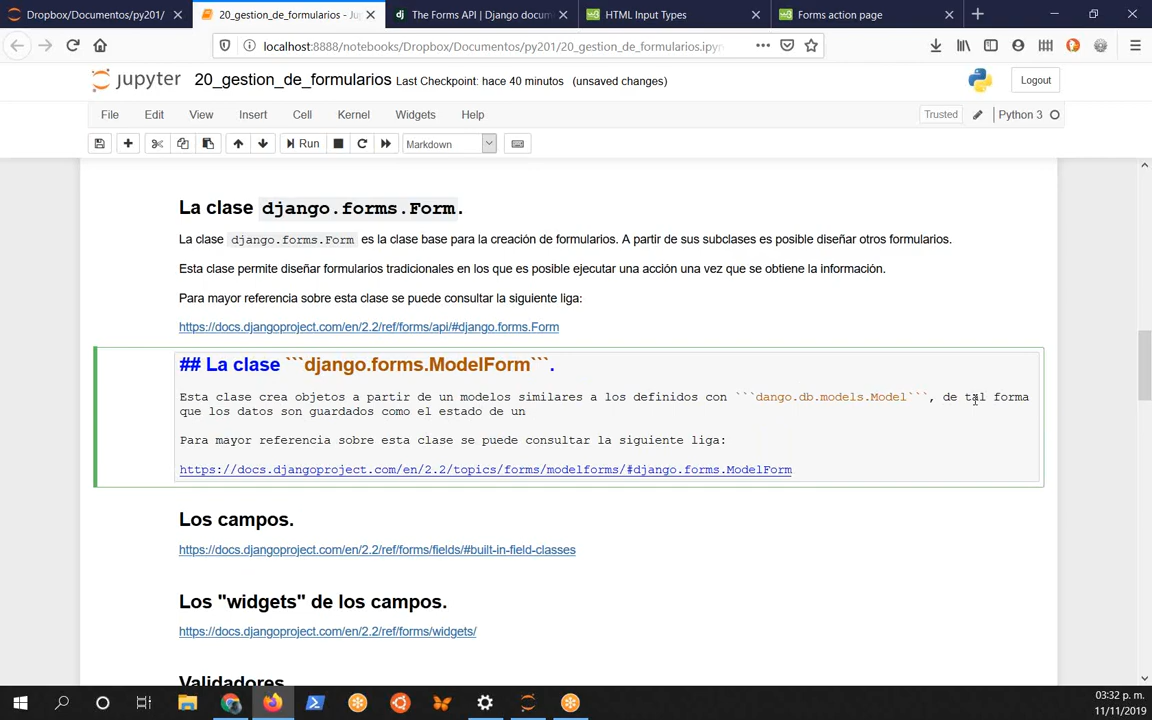 Dropbox/Documentos/py201/
20_gestion_de_formularios - Ju
The Forms API | Django docum
HTML Input Types
Forms action page
localhost:8888/notebooks/Dropbox/Documentos/py201/20_gestion_de_formularios.ipyn
jupyter 20_gestion_de_formularios Last Checkpoint: hace 40 minutos (unsaved changes)
Logout
File Edit View Insert Cell Kernel Widgets Help
Trusted Python 3
Run Markdown
La clase django.forms.Form.
La clase django.forms.Form es la clase base para la creación de formularios. A partir de sus subclases es posible diseñar otros formularios.
Esta clase permite diseñar formularios tradicionales en los que es posible ejecutar una acción una vez que se obtiene la información.
Para mayor referencia sobre esta clase se puede consultar la siguiente liga:
https://docs.djangoproject.com/en/2.2/ref/forms/api/#django.forms.Form
## La clase ```django.forms.ModelForm```.
Esta clase crea objetos a partir de un modelos similares a los definidos con ```dango.db.models.Model```, de tal forma
que los datos son guardados como el estado de un
Para mayor referencia sobre esta clase se puede consultar la siguiente liga:
https://docs.djangoproject.com/en/2.2/topics/forms/modelforms/#django.forms.ModelForm
Los campos.
https://docs.djangoproject.com/en/2.2/ref/forms/fields/#built-in-field-classes
Los "widgets" de los campos.
https://docs.djangoproject.com/en/2.2/ref/forms/widgets/
Validadores
03:32 p. m.
11/11/2019